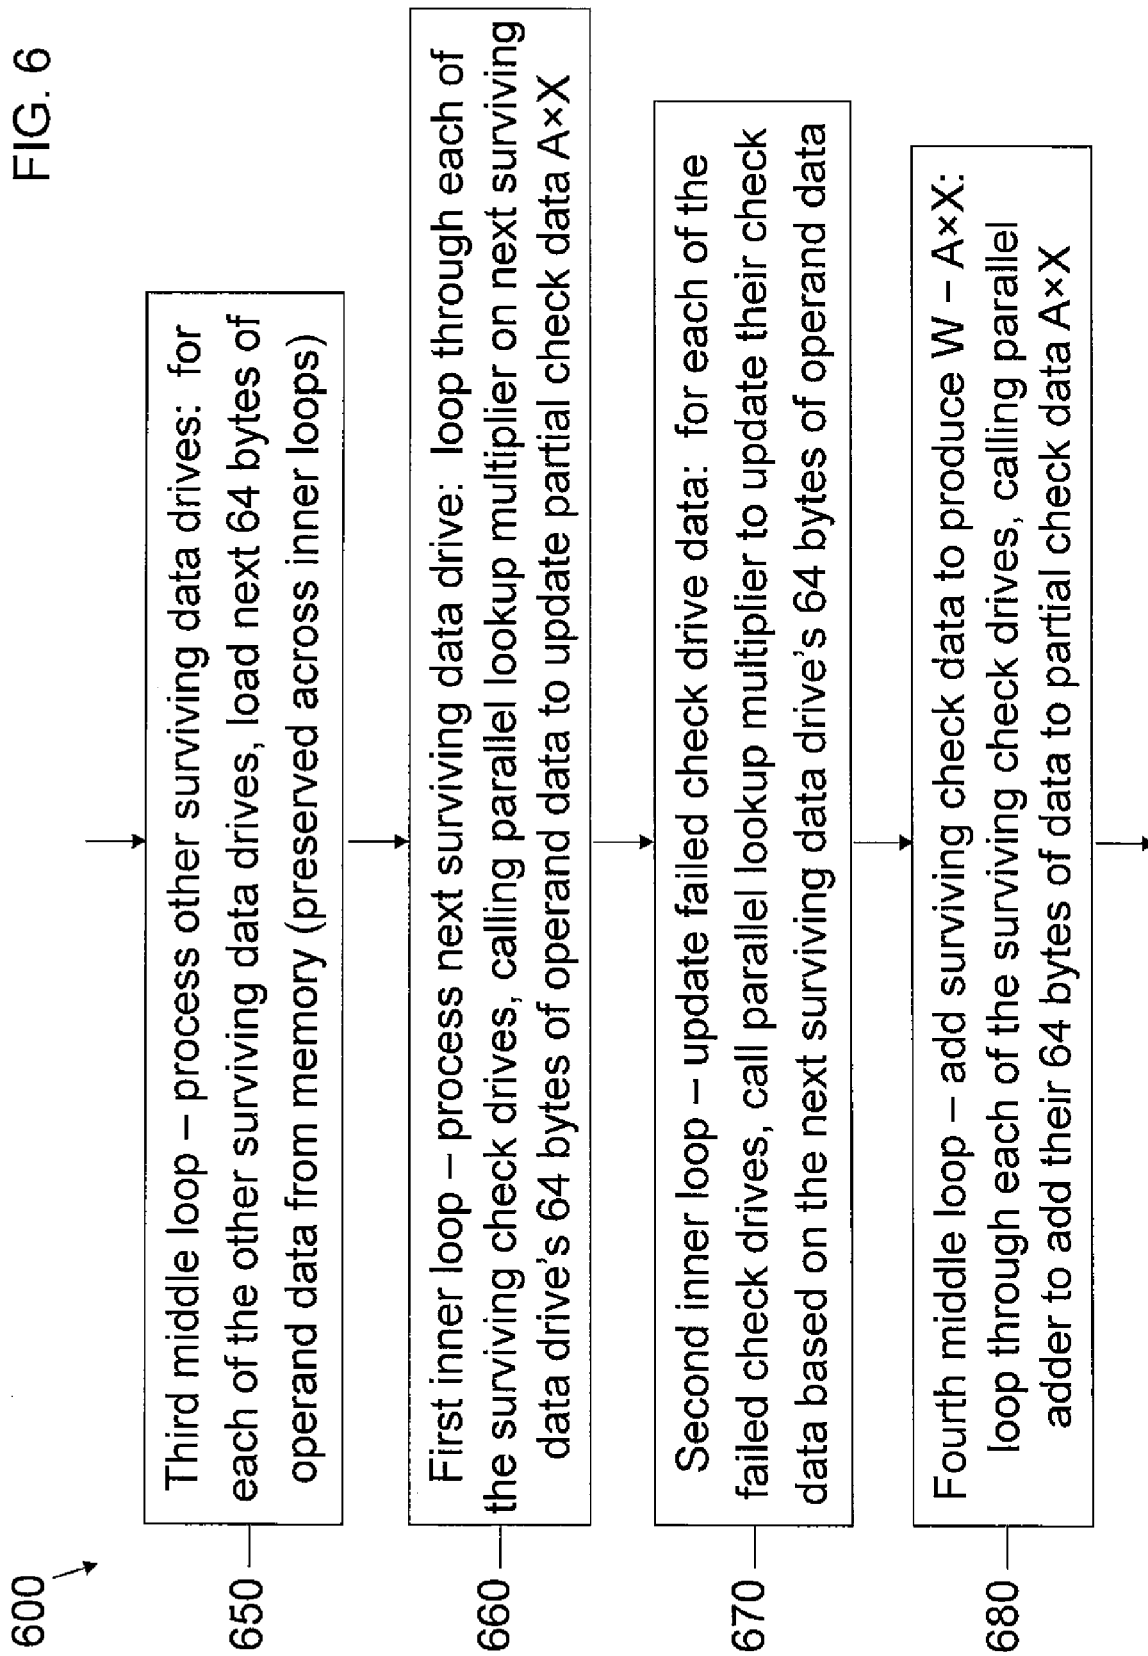 FIG. 6
600
650
Third middle loop – process other surviving data drives: for
each of the other surviving data drives, load next 64 bytes of
operand data from memory (preserved across inner loops)
660
First inner loop – process next surviving data drive: loop through each of
the surviving check drives, calling parallel lookup multiplier on next surviving
data drive's 64 bytes of operand data to update partial check data A×X
670
Second inner loop – update failed check drive data: for each of the
failed check drives, call parallel lookup multiplier to update their check
data based on the next surviving data drive's 64 bytes of operand data
680
Fourth middle loop – add surviving check data to produce W – A×X:
loop through each of the surviving check drives, calling parallel
adder to add their 64 bytes of data to partial check data A×X